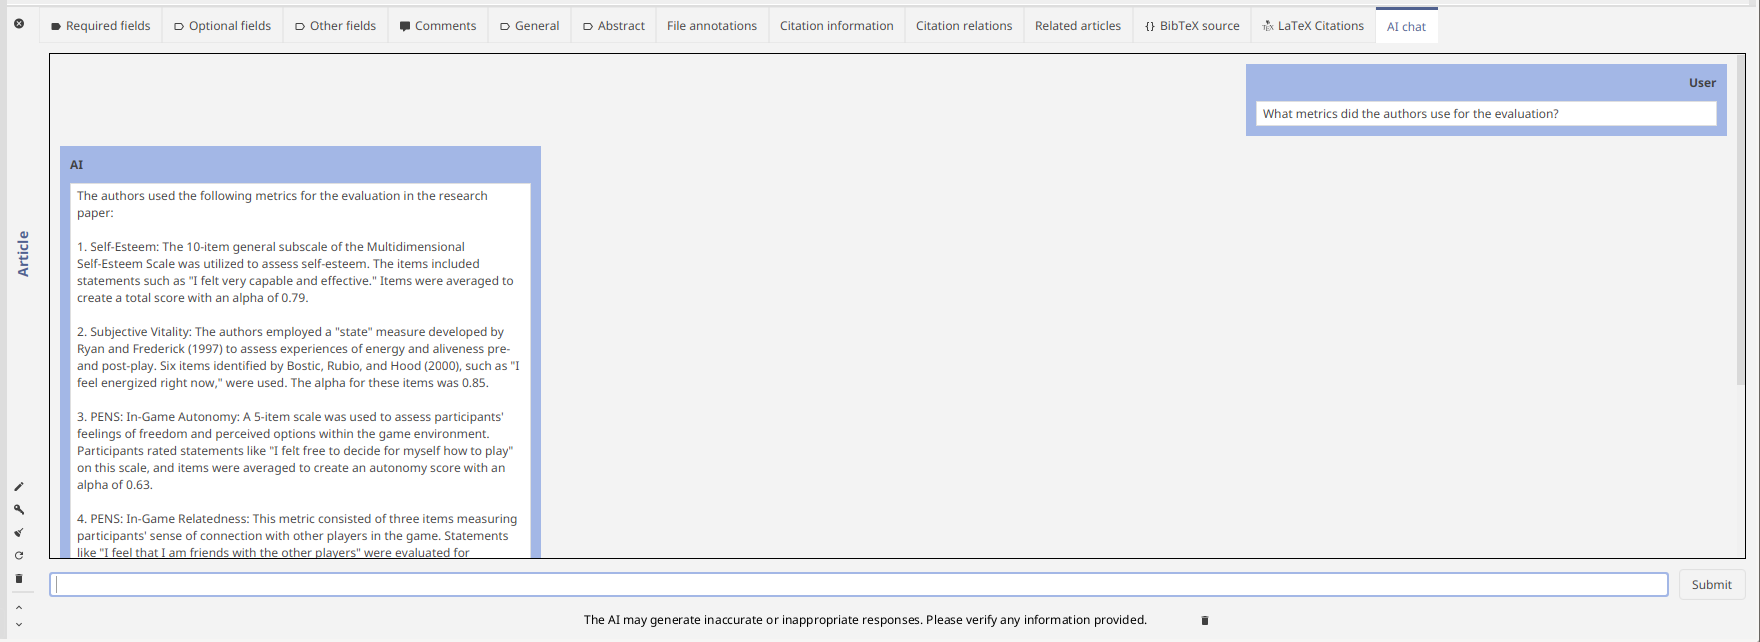 Required fields
Optional fields
Other fields
Comments
General
Abstract
File annotations
Citation information
Citation relations
Related articles
{} BibTeX source
LaTeX Citations
AI chat
Article
User
What metrics did the authors use for the evaluation?
AI
The authors used the following metrics for the evaluation in the research
paper:
1. Self-Esteem: The 10-item general subscale of the Multidimensional
Self-Esteem Scale was utilized to assess self-esteem. The items included
statements such as "I felt very capable and effective." Items were averaged to
create a total score with an alpha of 0.79.
2. Subjective Vitality: The authors employed a "state" measure developed by
Ryan and Frederick (1997) to assess experiences of energy and aliveness pre-
and post-play. Six items identified by Bostic, Rubio, and Hood (2000), such as "I
feel energized right now," were used. The alpha for these items was 0.85.
3. PENS: In-Game Autonomy: A 5-item scale was used to assess participants'
feelings of freedom and perceived options within the game environment.
Participants rated statements like "I felt free to decide for myself how to play"
on this scale, and items were averaged to create an autonomy score with an
alpha of 0.63.
4. PENS: In-Game Relatedness: This metric consisted of three items measuring
participants' sense of connection with other players in the game. Statements
like "I feel that I am friends with the other players" were evaluated for
Submit
The AI may generate inaccurate or inappropriate responses. Please verify any information provided.